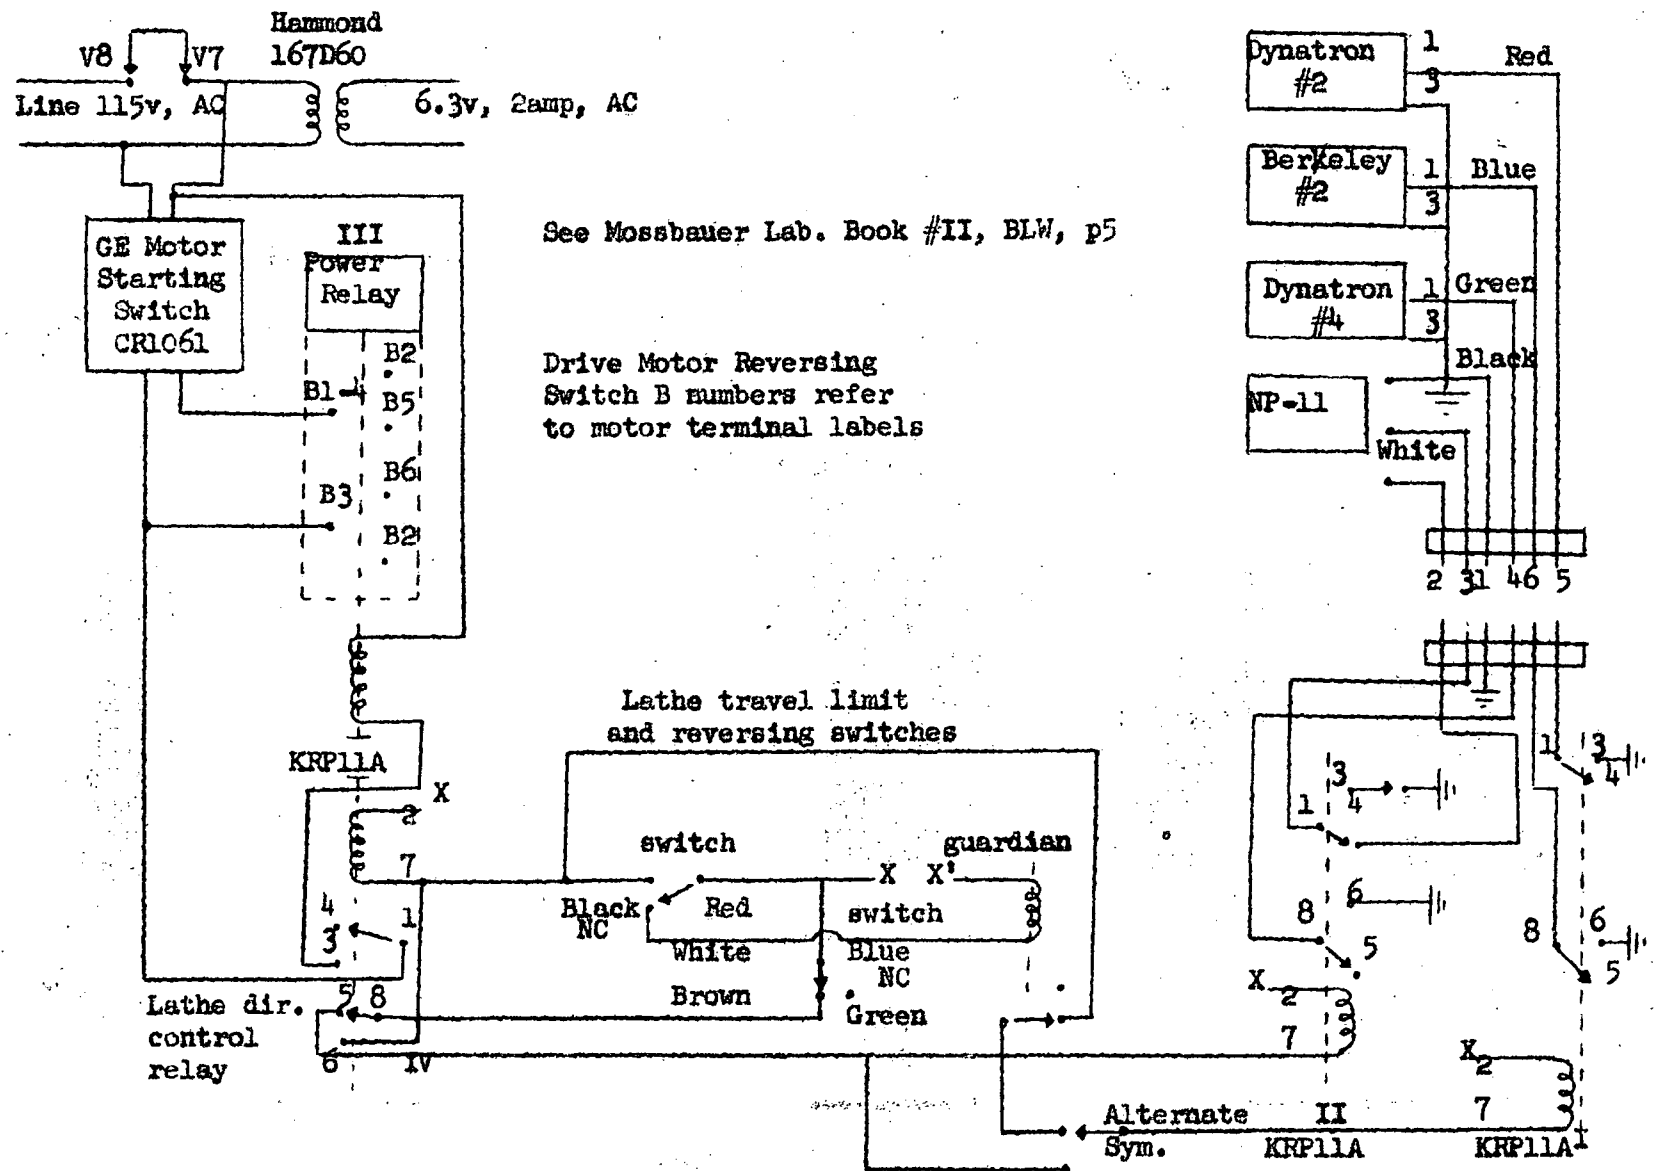 Hammond
167D60
V8
V7
Line 115v, AC
6.3v, 2amp, AC
GE Motor
Starting
Switch
CR1061
III
Power
Relay
B2
B1
B5
B6
B3
B2
See Mossbauer Lab. Book #II, BLW, p5
Drive Motor Reversing
Switch B numbers refer
to motor terminal labels
Dynatron
#2
1
3
Red
Berkeley
#2
1
3
Blue
Dynatron
#4
1
3
Green
Black
NP-11
White
2 31 46 5
Lathe travel limit
and reversing switches
KRP11A
X
2
7
4
3
1
switch
guardian
X X'
Black
NC
Red
switch
White
Blue
NC
Brown
Green
5 8
6 IV
Lathe dir.
control
relay
1 3
4
3
4
1
6
8
5
8
6
5
X 2
7
X 2
7
Alternate
Sym.
II
KRP11A
I
KRP11A